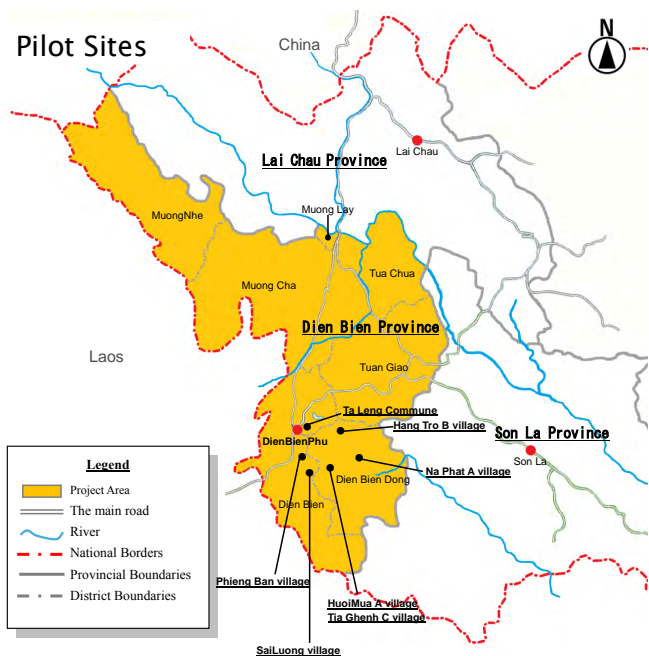 Pilot Sites
China
N
Lai Chau Province
Lai Chau
Muong Lay
MuongNhe
Tua Chua
Muong Cha
Dien Bien Province
Laos
Tuan Giao
Ta Leng Commune
Hang Tro B village
DienBienPhu
Son La Province
Son La
Na Phat A village
Dien Bien Dong
Dien Bien
Phieng Ban village
HuoiMua A village
Tia Ghenh C village
SaiLuong village
Legend
Project Area
The main road
River
National Borders
Provincial Boundaries
District Boundaries